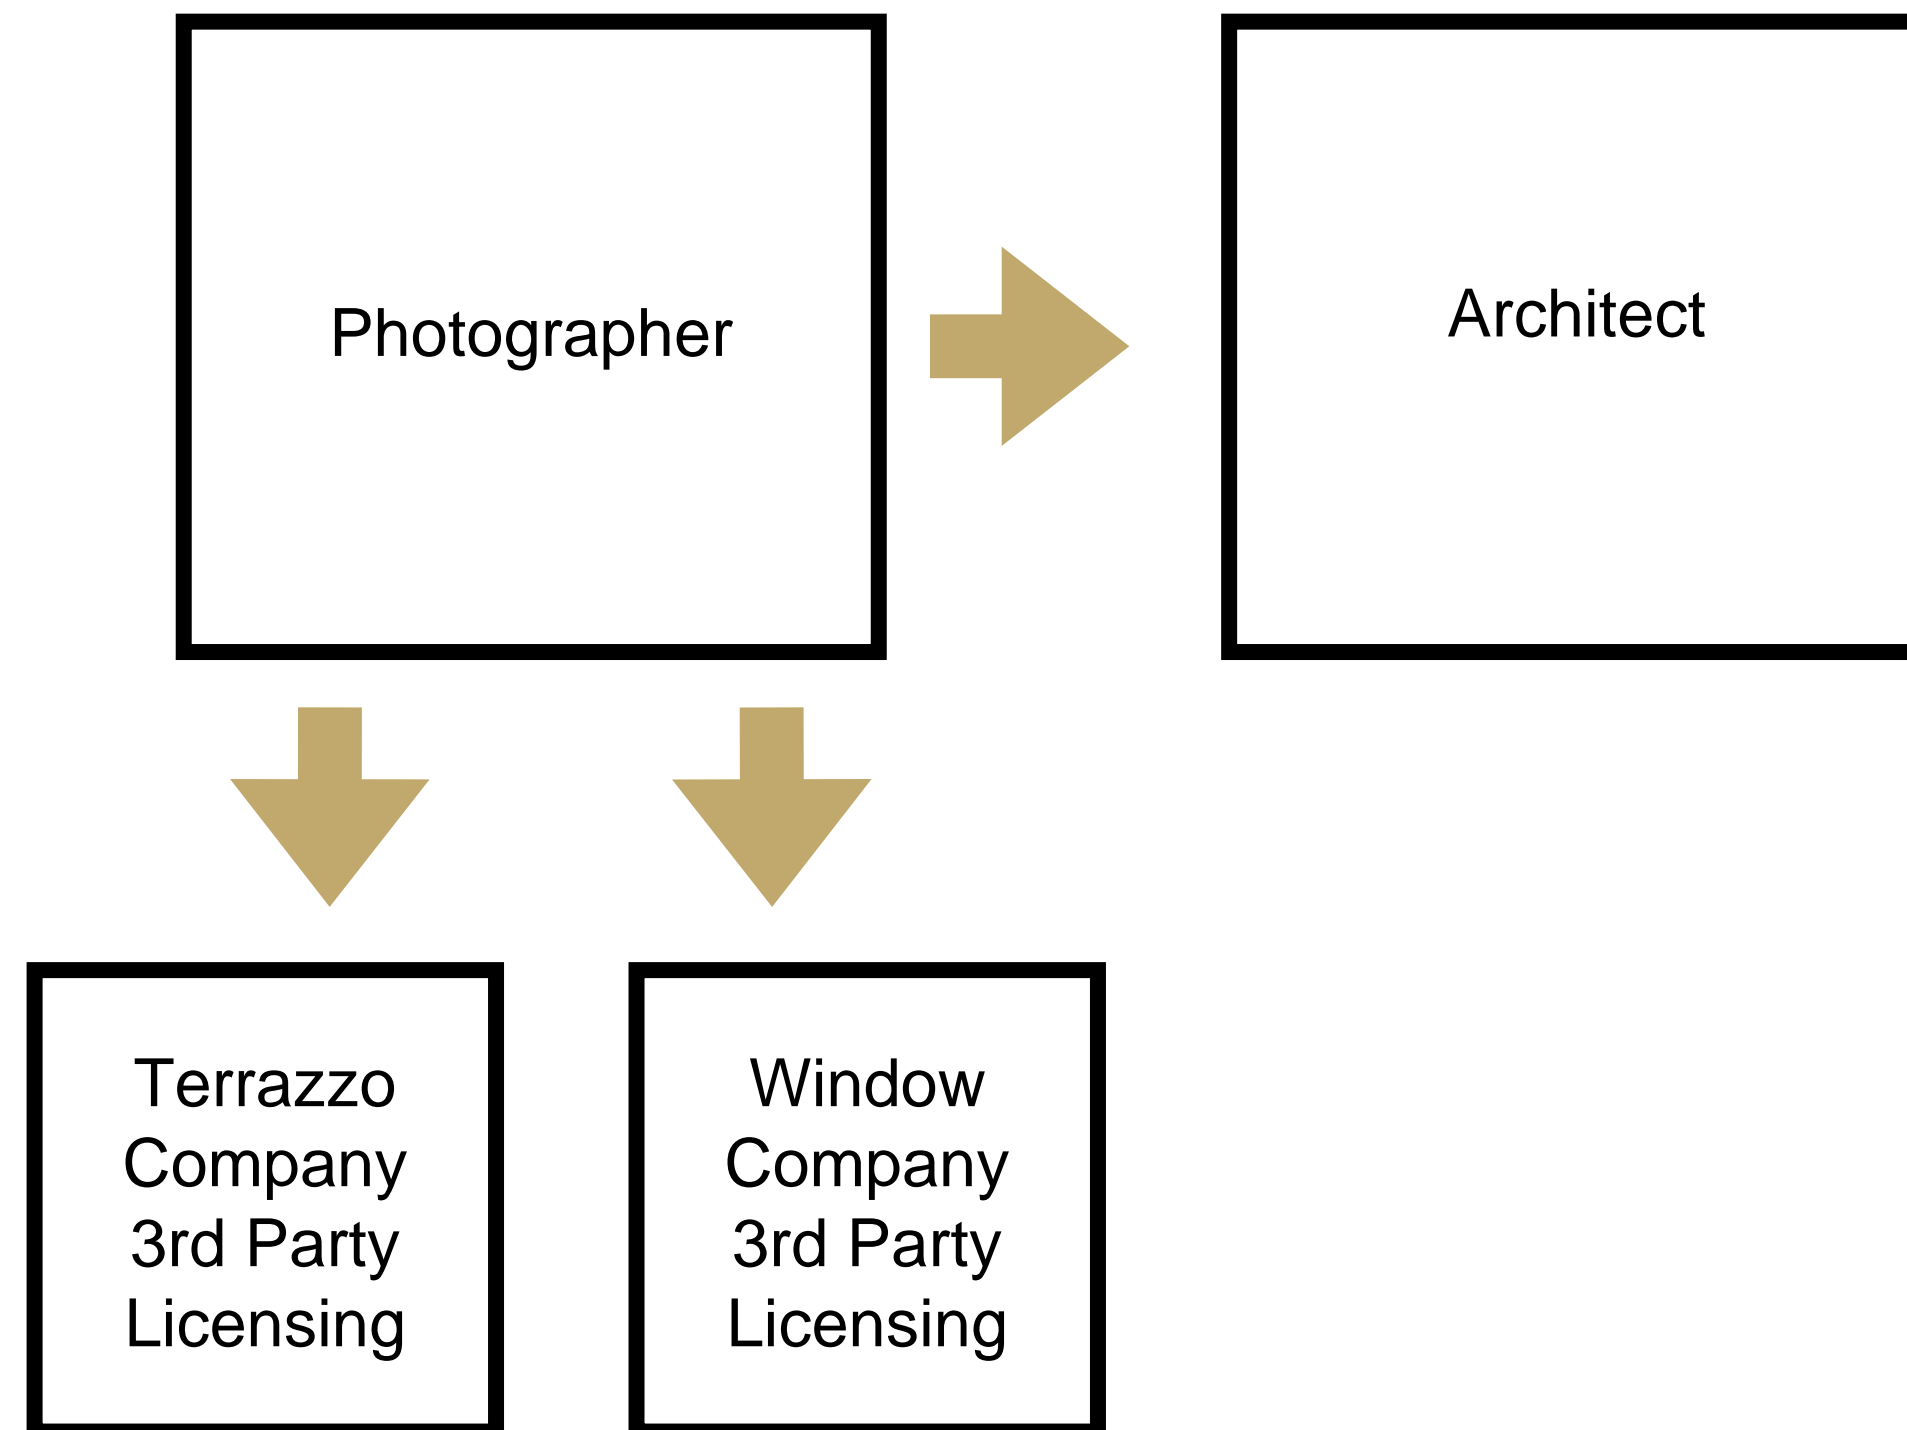 Photographer
Architect
Terrazzo
Company
3rd Party
Licensing
Window
Company
3rd Party
Licensing